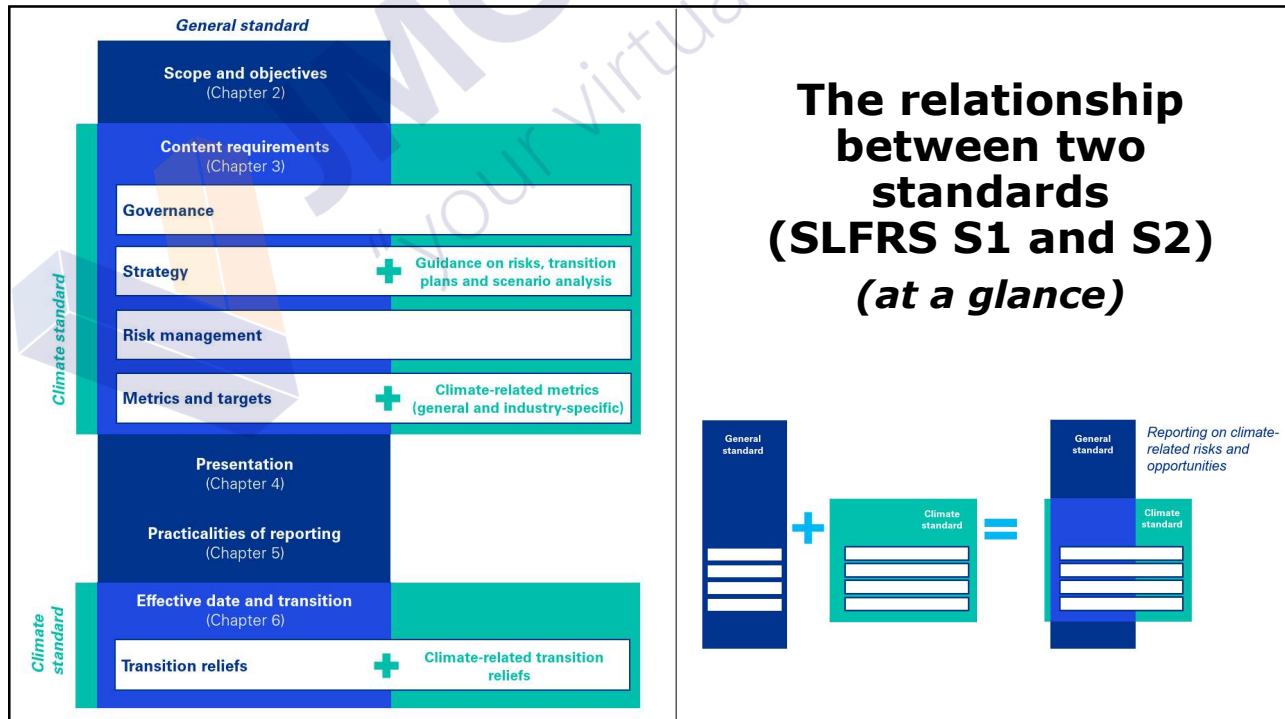 General standard
Scope and objectives
(Chapter 2)
Content requirements
(Chapter 3)
Governance
Strategy
Guidance on risks, transition
plans and scenario analysis
Risk management
Metrics and targets
Climate-related metrics
(general and industry-specific)
Climate standard
Presentation
(Chapter 4)
Practicalities of reporting
(Chapter 5)
Effective date and transition
(Chapter 6)
Transition reliefs
Climate-related transition
reliefs
Climate
standard
The relationship
between two
standards
(SLFRS S1 and S2)
(at a glance)
General
standard
Climate
standard
General
standard
Climate
standard
Reporting on climate-
related risks and
opportunities
"your virtua